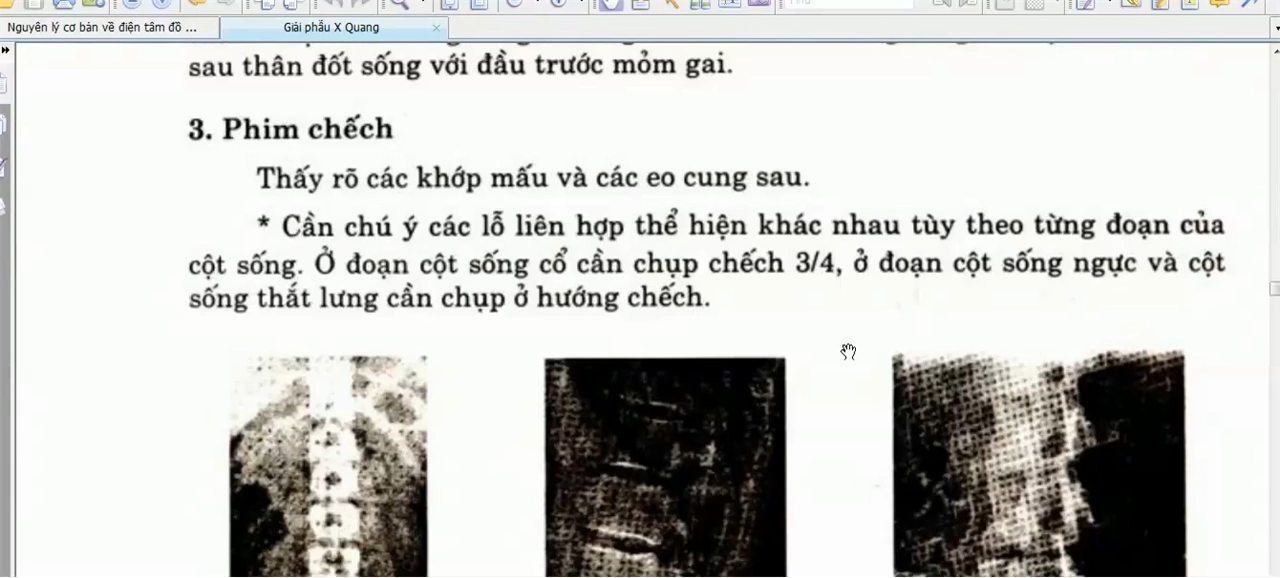 Nguyên lý cơ bản về điện tâm đồ ...
Giải phẫu X Quang
sau thân đốt sống với đầu trước mỏm gai.
3. Phim chếch
Thấy rõ các khớp mấu và các eo cung sau.
* Cần chú ý các lỗ liên hợp thể hiện khác nhau tùy theo từng đoạn của
cột sống. Ở đoạn cột sống cổ cần chụp chếch 3/4, ở đoạn cột sống ngực và cột
sống thắt lưng cần chụp ở hướng chếch.